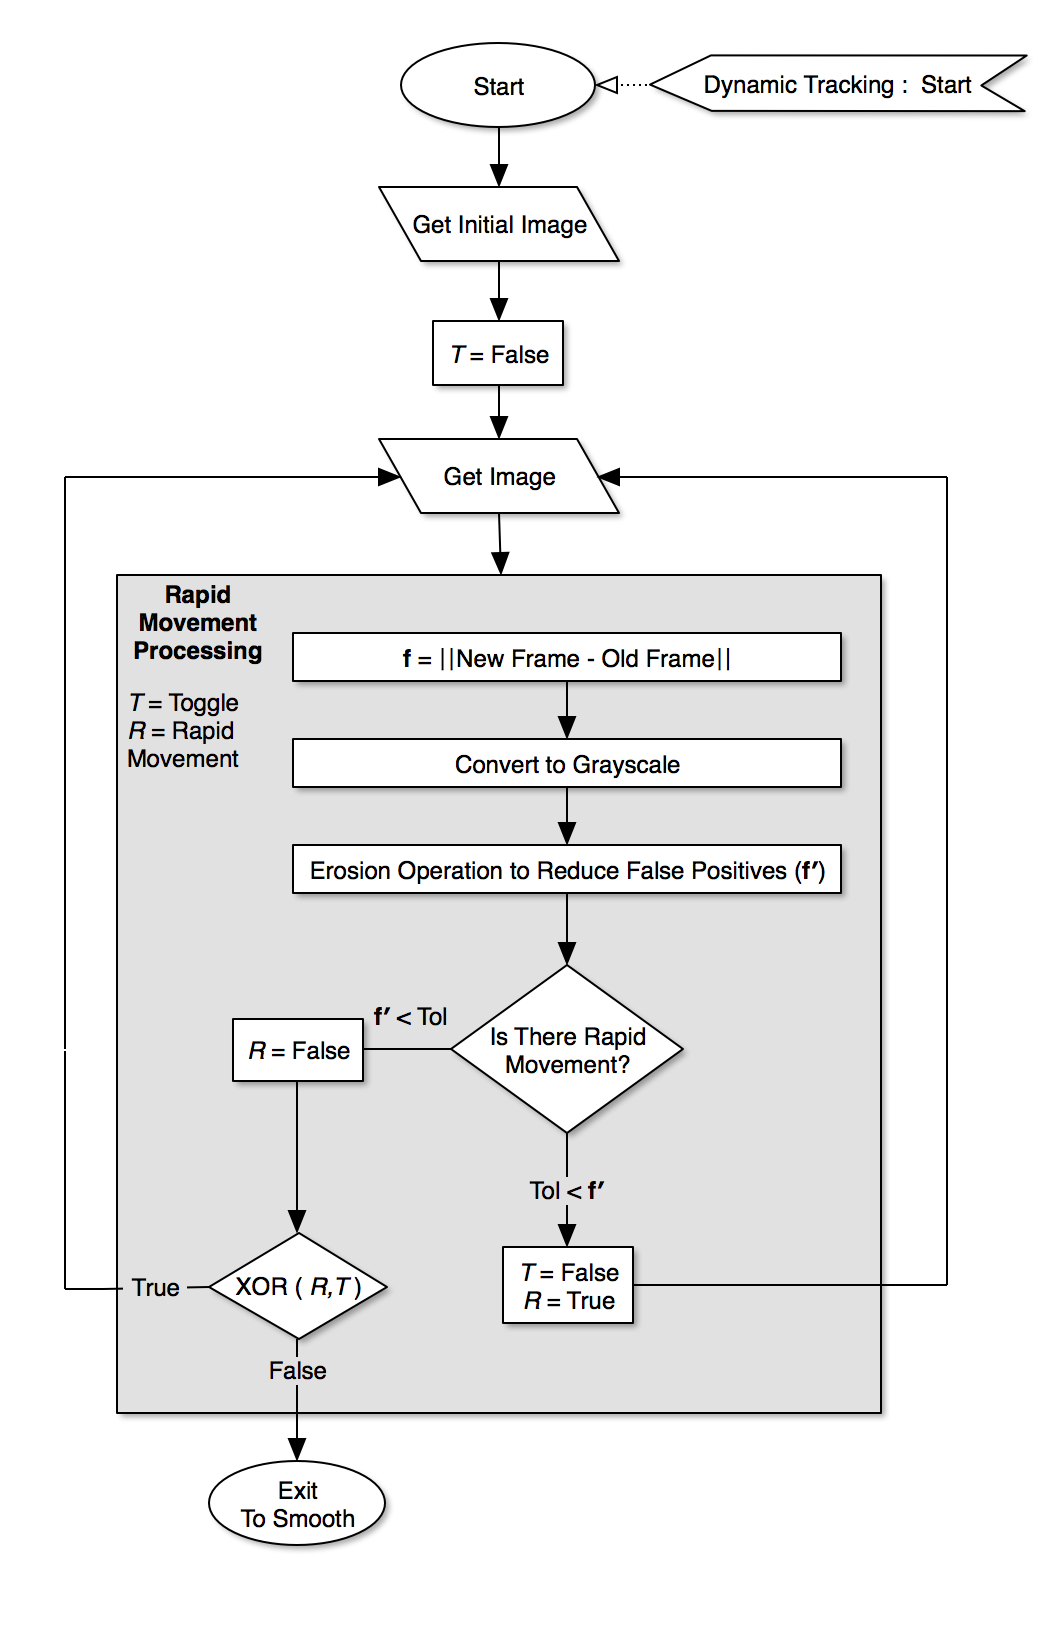 Start
Dynamic Tracking :  Start
Get Initial Image
T = False
Get Image
Rapid
Movement
Processing
T = Toggle
R = Rapid
Movement
f = ||New Frame - Old Frame||
Convert to Grayscale
Erosion Operation to Reduce False Positives (f′)
Is There Rapid
Movement?
f′ < Tol
R = False
Tol < f′
T = False
R = True
XOR ( R,T )
True
False
Exit
To Smooth